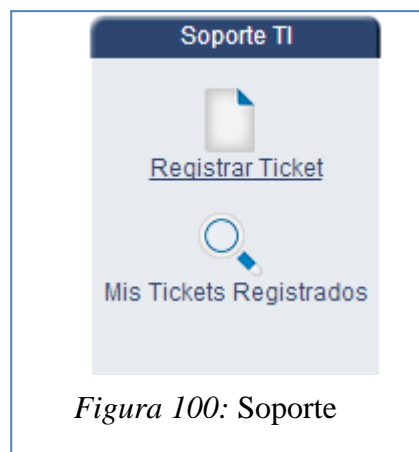 Soporte TI
Registrar Ticket
Mis Tickets Registrados
Figura 100: Soporte